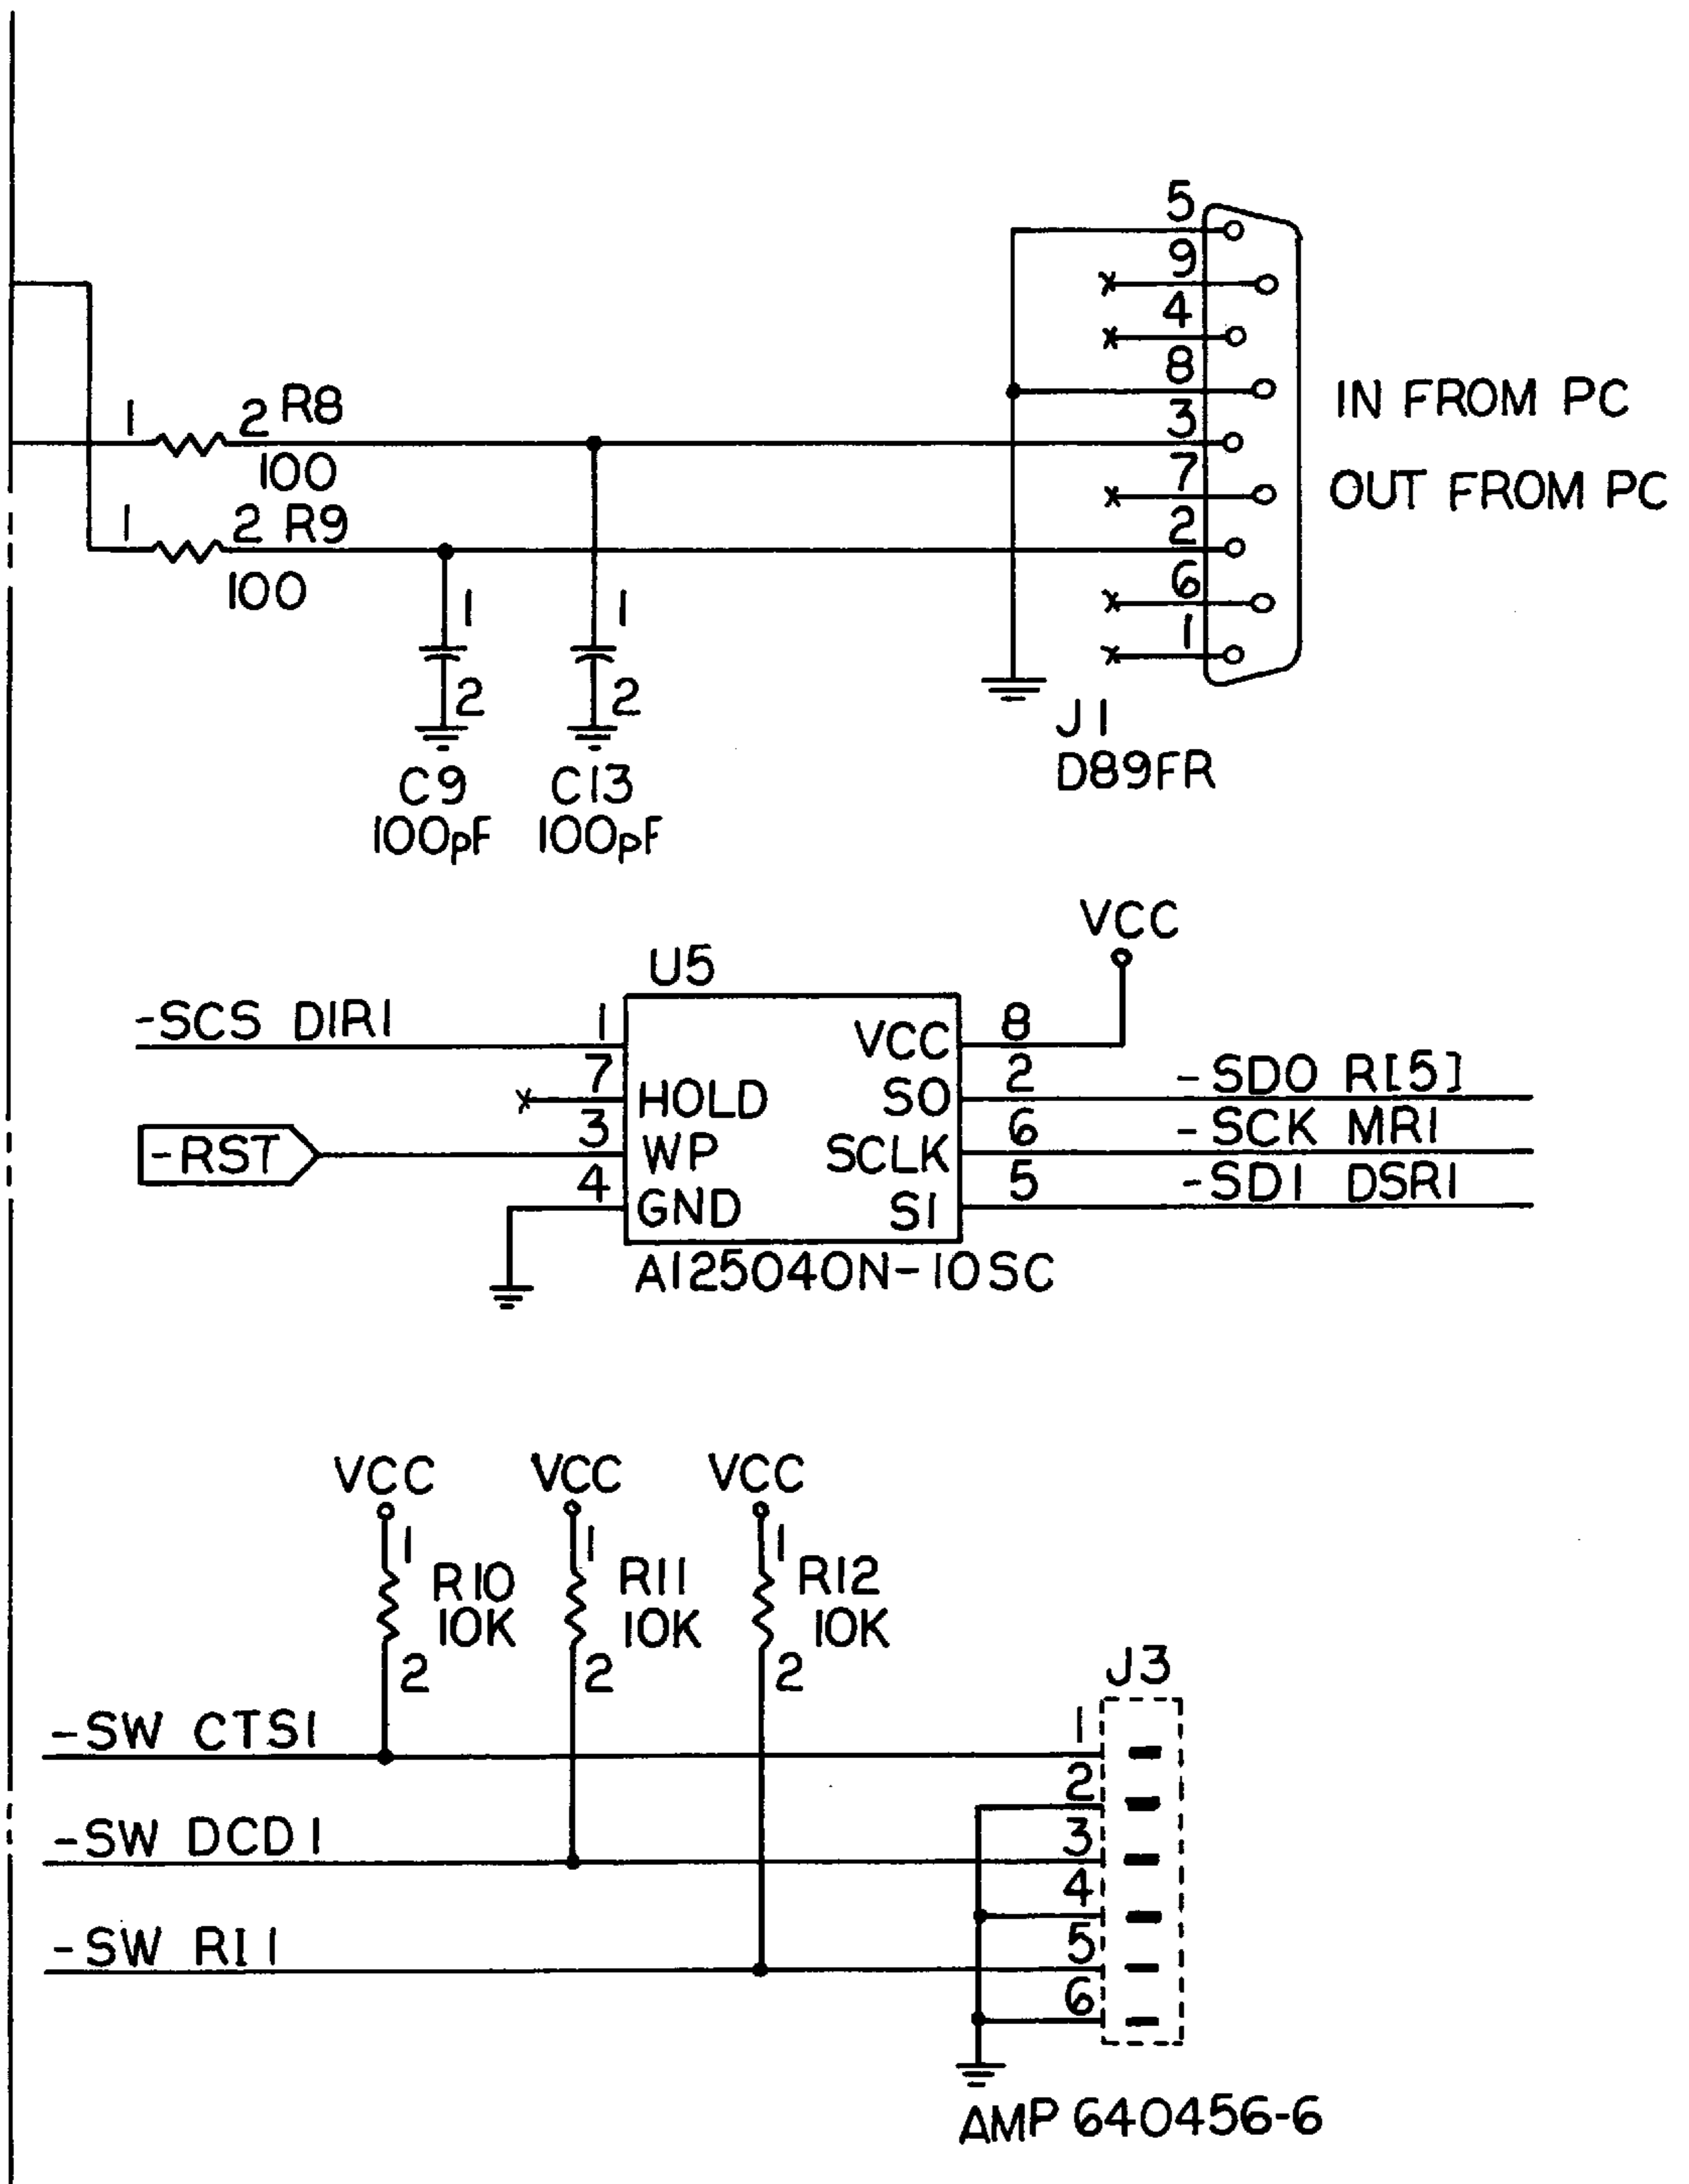 5
9
4
8
IN FROM PC
1 2 R8
3
100
7
OUT FROM PC
1 2 R9
2
100
6
1 1
1
2 2
J1
D89FR
C9 C13
100pF 100pF
VCC
U5
-SCS DIR1 1
VCC 8
7
HOLD
SO 2 -SDO RI[5]
-RST 3 WP
SCLK 6 -SCK MRI
4 GND
SI 5 -SDI DSR1
A125040N-10SC
VCC VCC VCC
1 1 1
R10 R11 R12
10K 10K 10K
2 2 2
J3
-SW CTS1 1
2
-SW DCD1 3
4
-SW RI1 5
6
AMP 640456-6